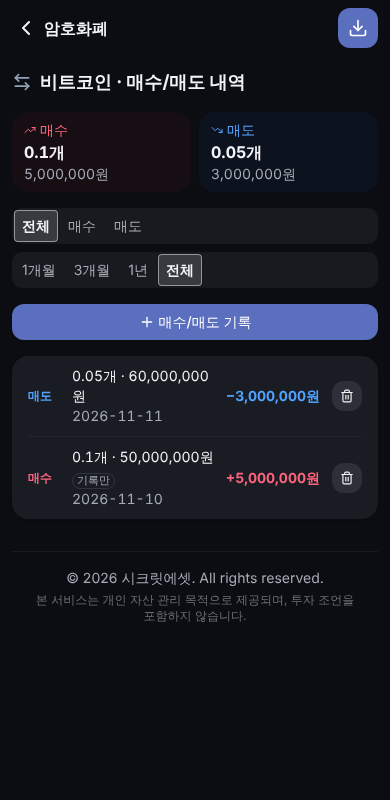 암호화폐
비트코인 · 매수/매도 내역
매수
0.1개
5,000,000원
매도
0.05개
3,000,000원
전체 매수 매도
1개월 3개월 1년 전체
+ 매수/매도 기록
매도
0.05개 · 60,000,000
원
2026-11-11
−3,000,000원
매수
0.1개 · 50,000,000원
기록만
2026-11-10
+5,000,000원
© 2026 시크릿에셋. All rights reserved.
본 서비스는 개인 자산 관리 목적으로 제공되며, 투자 조언을
포함하지 않습니다.